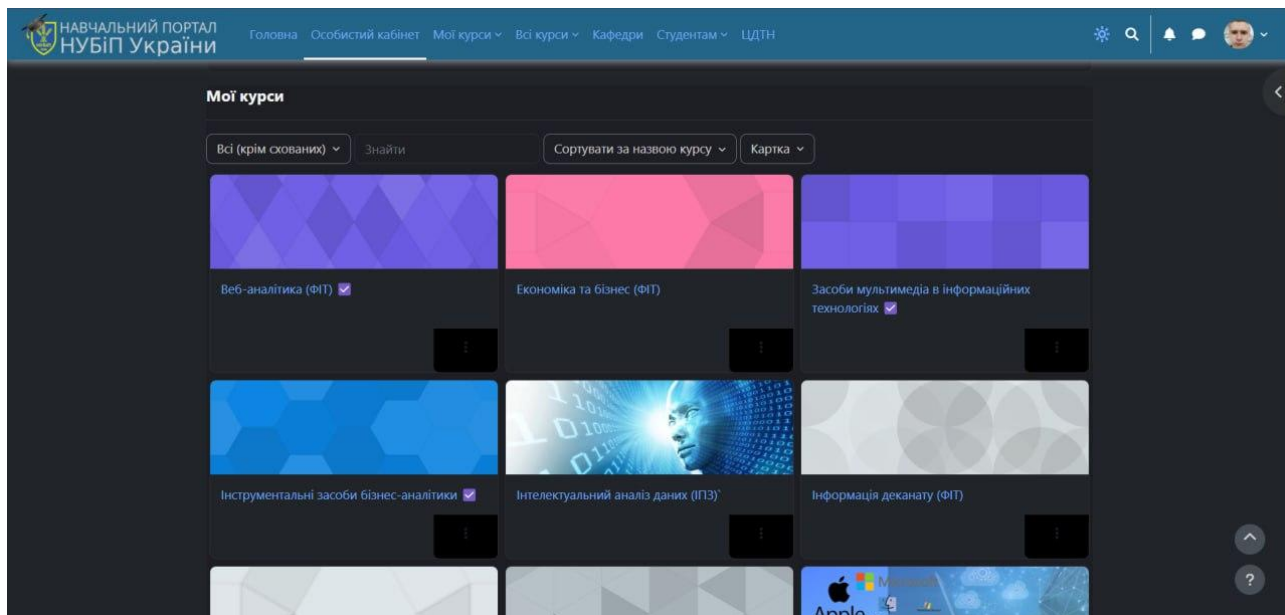 НАВЧАЛЬНИЙ ПОРТАЛ
НУБіП України
Головна Особистий кабінет Мої курси Всі курси Кафедри Студентам ЦДТН
Мої курси
Всі (крім схованих) Знайти Сортувати за назвою курсу Картка
Веб-аналітика (ФІТ) Економіка та бізнес (ФІТ) Засоби мультимедіа в інформаційних
технологіях
Інструментальні засоби бізнес-аналітики Інтелектуальний аналіз даних (ІПЗ)` Інформація деканату (ФІТ)
Microsoft
Apple
?